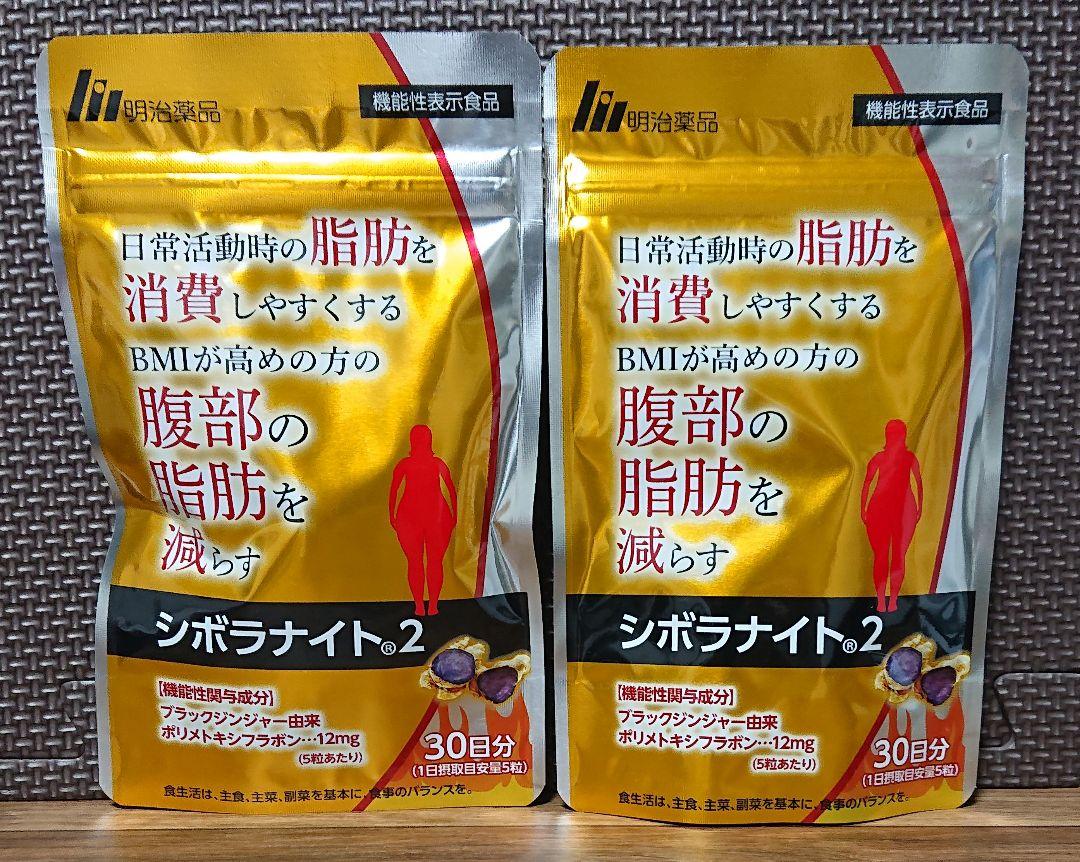 明治薬品
機能性表示食品
日常活動時の脂肪を
消費しやすくする
BMIが高めの方の
腹部の
脂肪を
減らす
シボラナイト®2
【機能性関与成分】
ブラックジンジャー由来
ポリメトキシフラボン…12mg
(5粒あたり)
30日分
(1日摂取目安量5粒)
食生活は、主食、主菜、副菜を基本に、食事のバランスを。
明治薬品
機能性表示食品
日常活動時の脂肪を
消費しやすくする
BMIが高めの方の
腹部の
脂肪を
減らす
シボラナイト®2
【機能性関与成分】
ブラックジンジャー由来
ポリメトキシフラボン…12mg
(5粒あたり)
30日分
(1日摂取目安量5粒)
食生活は、主食、主菜、副菜を基本に、食事のバランスを。